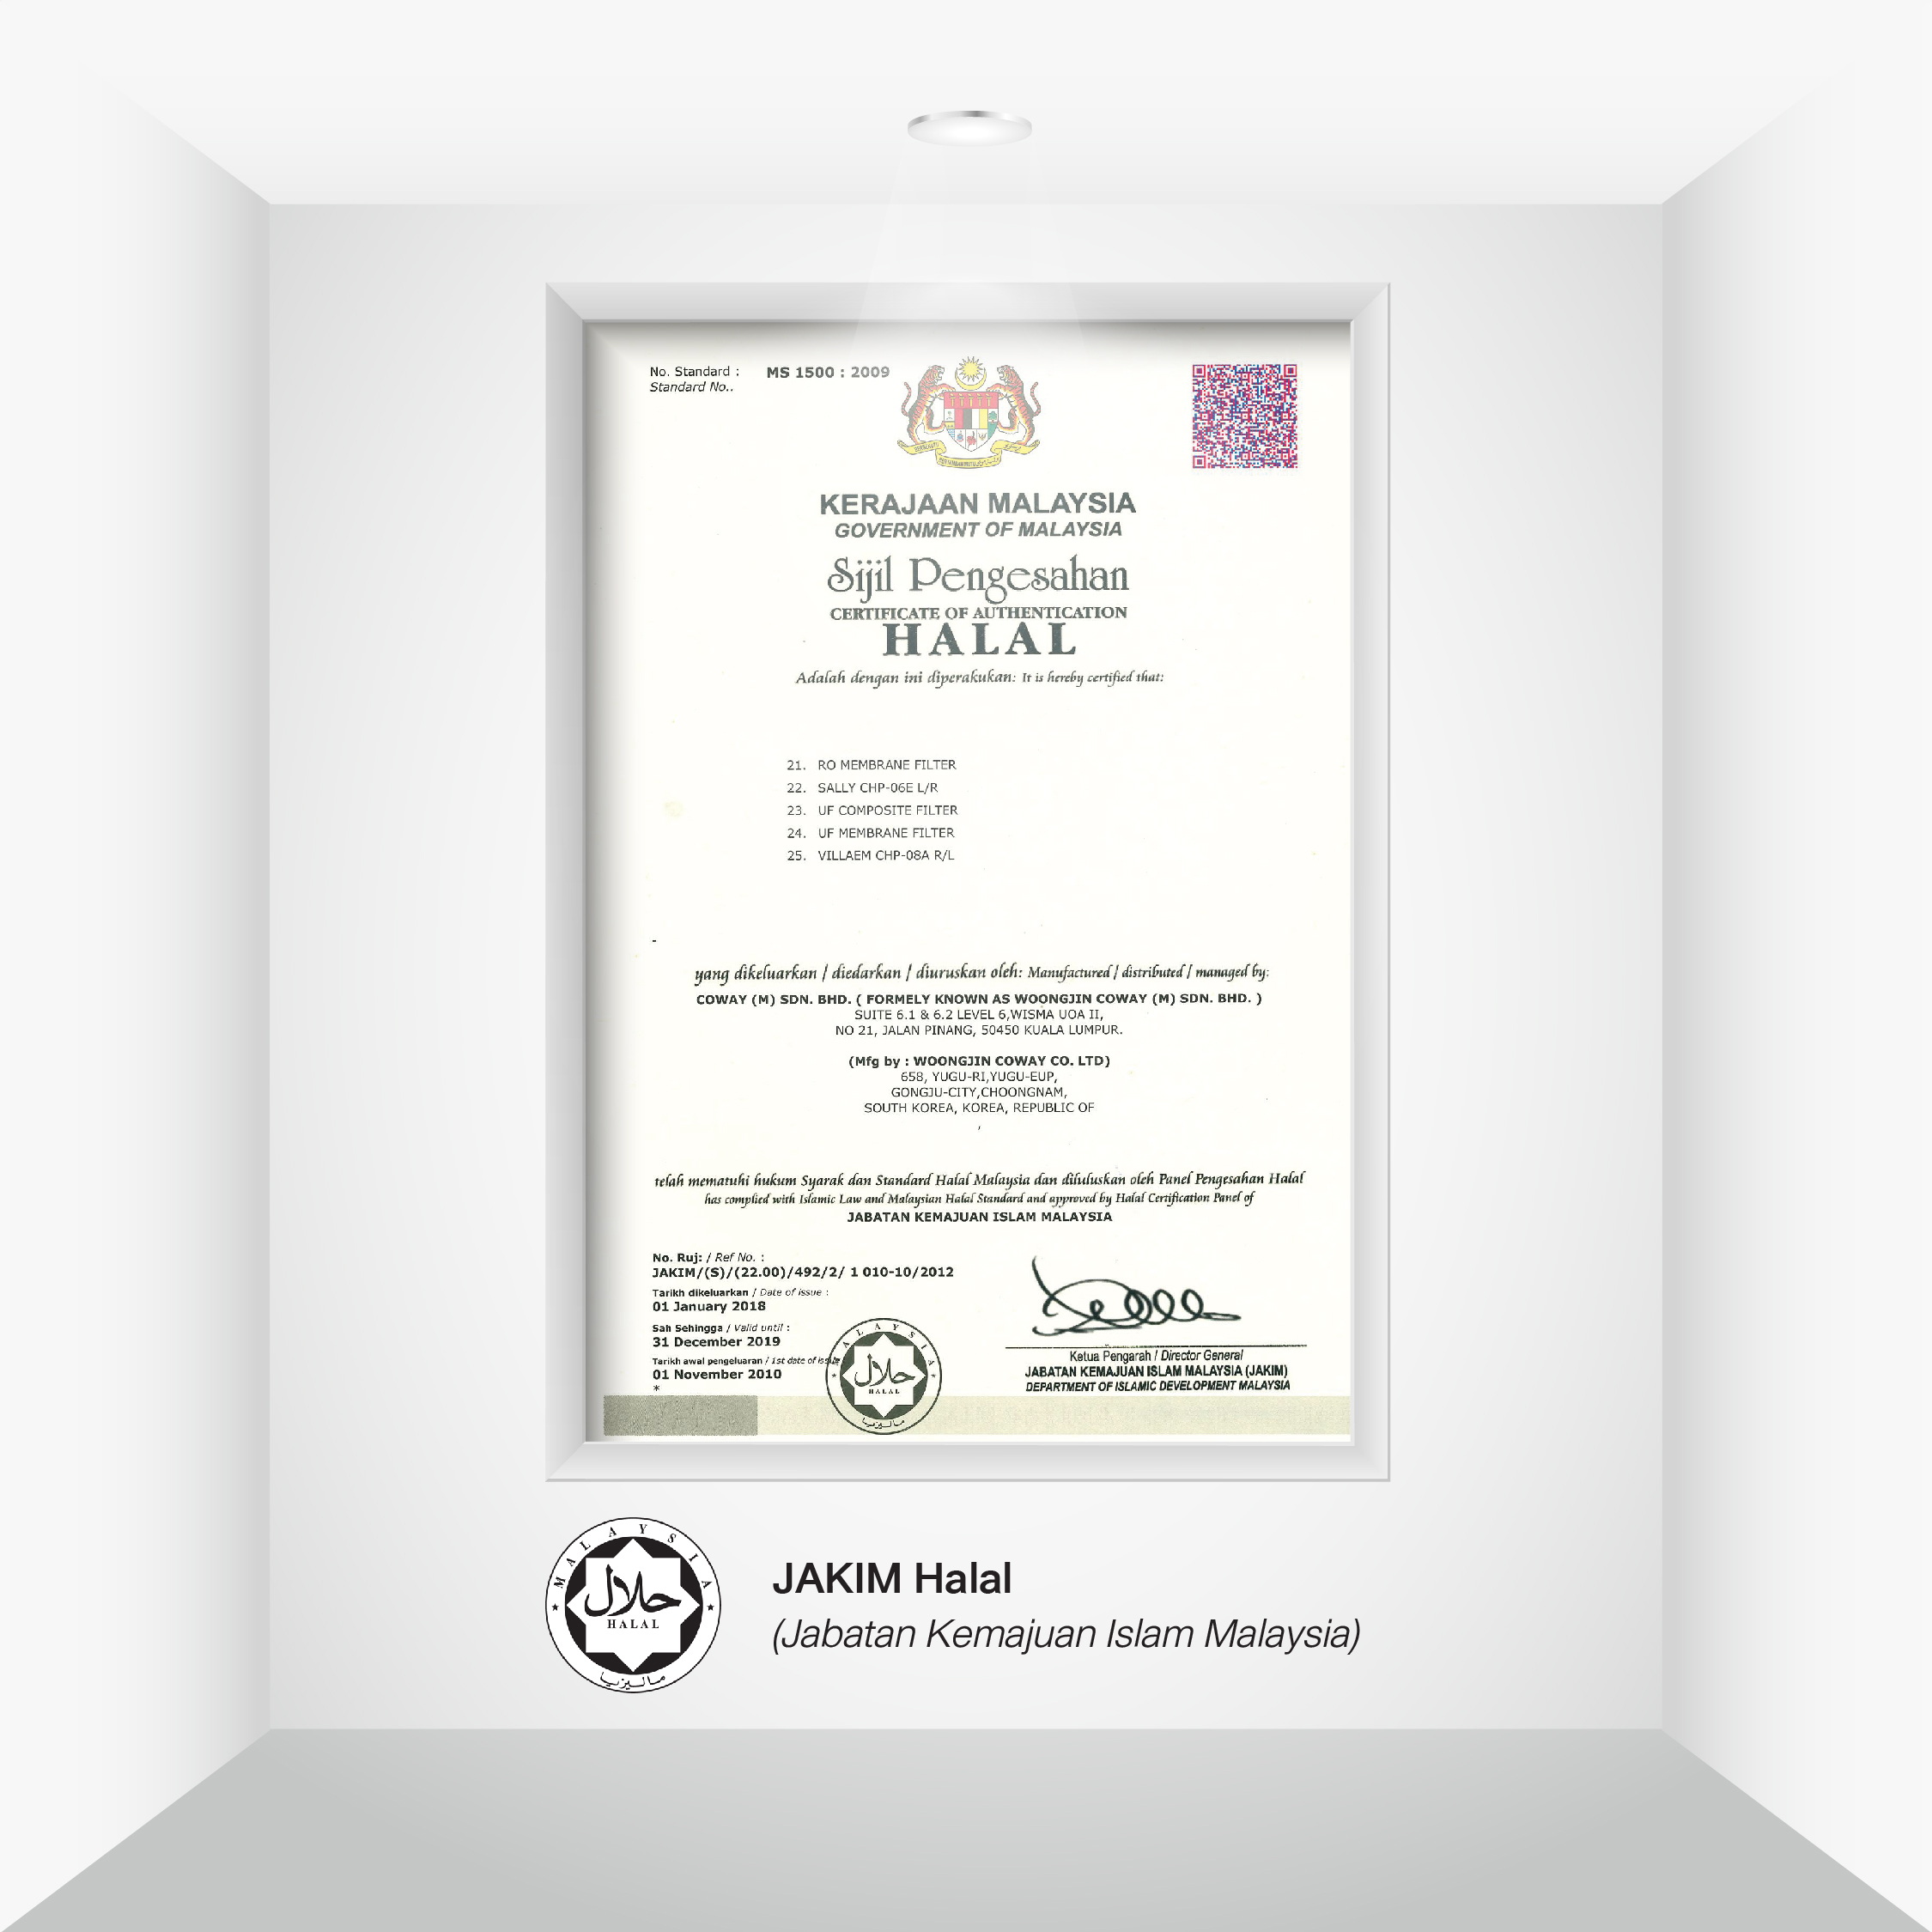 No. Standard : MS 1500 : 2009
Standard No..
KERAJAAN MALAYSIA
GOVERNMENT OF MALAYSIA
Sijil Pengesahan
CERTIFICATE OF AUTHENTICATION
HALAL
Adalah dengan ini diperakukan: It is hereby certified that:
21. RO MEMBRANE FILTER
22. SALLY CHP-06E L/R
23. UF COMPOSITE FILTER
24. UF MEMBRANE FILTER
25. VILLAEM CHP-08A R/L
yang dikeluarkan / diedarkan / diuruskan oleh: Manufactured / distributed / managed by:
COWAY (M) SDN. BHD. ( FORMELY KNOWN AS WOONGJIN COWAY (M) SDN. BHD. )
SUITE 6.1 & 6.2 LEVEL 6,WISMA UOA II,
NO 21, JALAN PINANG, 50450 KUALA LUMPUR.
(Mfg by : WOONGJIN COWAY CO. LTD)
658, YUGU-RI,YUGU-EUP,
GONGJU-CITY,CHOONGNAM,
SOUTH KOREA, KOREA, REPUBLIC OF
,
telah mematuhi hukum Syarak dan Standard Halal Malaysia dan diluluskan oleh Panel Pengesahan Halal
has complied with Islamic Law and Malaysian Halal Standard and approved by Halal Certification Panel of
JABATAN KEMAJUAN ISLAM MALAYSIA
No. Ruj: / Ref No. :
JAKIM/(S)/(22.00)/492/2/ 1 010-10/2012
Tarikh dikeluarkan / Date of issue :
01 January 2018
Sah Sehingga / Valid until :
31 December 2019
Tarikh awal pengeluaran / 1st date of issue
01 November 2010
*
MALAYSIA
حلال
HALAL
ماليزيا
Ketua Pengarah / Director General
JABATAN KEMAJUAN ISLAM MALAYSIA (JAKIM)
DEPARTMENT OF ISLAMIC DEVELOPMENT MALAYSIA
MALAYSIA
حلال
HALAL
ماليزيا
JAKIM Halal
(Jabatan Kemajuan Islam Malaysia)